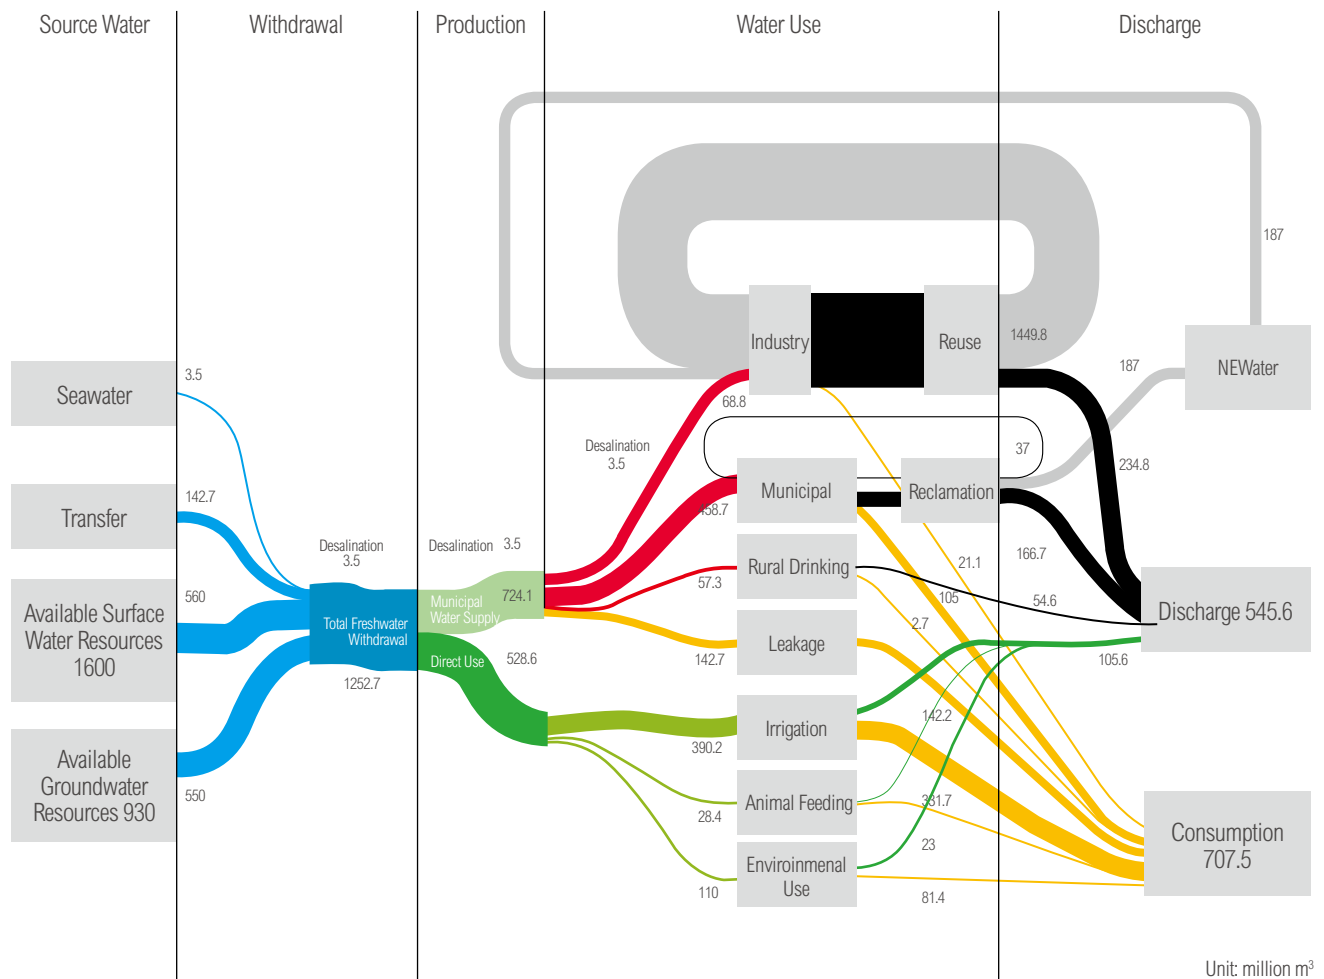 Source Water
Withdrawal
Production
Water Use
Discharge
187
Industry
Reuse
1449.8
187
NEWater
3.5
Seawater
68.8
Desalination
3.5
37
234.8
142.7
Transfer
Municipal
Reclamation
458.7
Desalination
3.5
Desalination 3.5
166.7
21.1
560
Available Surface
Water Resources
1600
Total Freshwater
Withdrawal
1252.7
Municipal
Water Supply
724.1
Direct Use
528.6
57.3
Rural Drinking
105
54.6
2.7
Discharge 545.6
105.6
142.7
Leakage
142.2
Irrigation
390.2
Available
Groundwater
Resources 930
550
28.4
Animal Feeding
331.7
23
Enviroinmenal
Use
110
81.4
Consumption
707.5
Unit: million m³